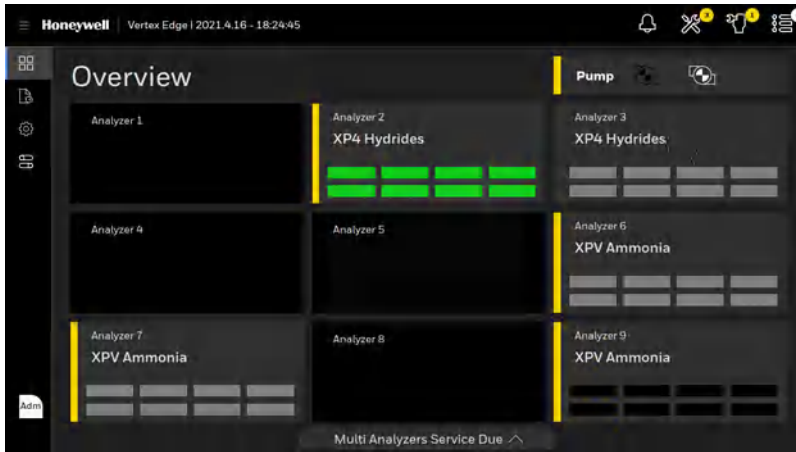 Honeywell Vertex Edge | 2021.4.16 - 18:24:45
3
1
Overview
Pump
Analyzer 1
Analyzer 2
XP4 Hydrides
Analyzer 3
XP4 Hydrides
Analyzer 4
Analyzer 5
Analyzer 6
XPV Ammonia
Analyzer 7
XPV Ammonia
Analyzer 8
Analyzer 9
XPV Ammonia
Adm
Multi Analyzers Service Due